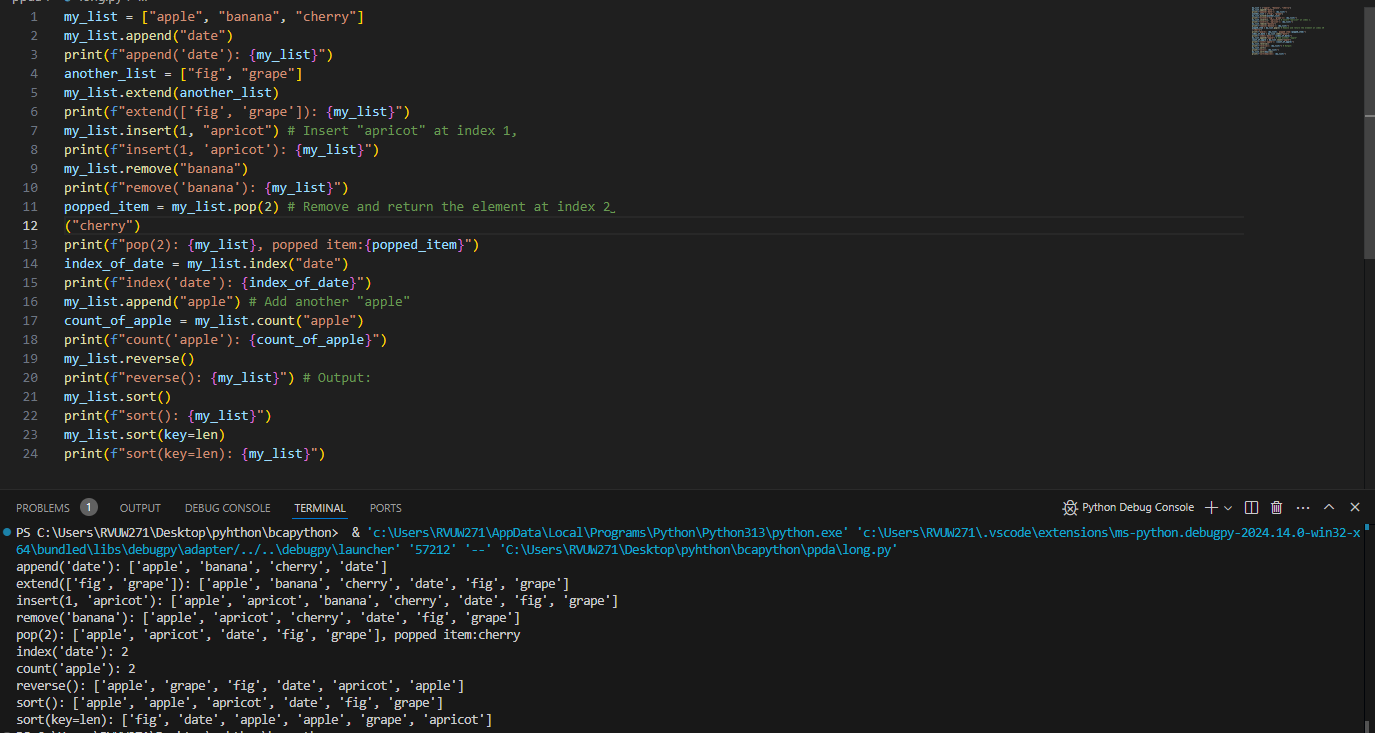 long.py
1 my_list = ["apple", "banana", "cherry"]
2 my_list.append("date")
3 print(f"append('date'): {my_list}")
4 another_list = ["fig", "grape"]
5 my_list.extend(another_list)
6 print(f"extend(['fig', 'grape']): {my_list}")
7 my_list.insert(1, "apricot") # Insert "apricot" at index 1,
8 print(f"insert(1, 'apricot'): {my_list}")
9 my_list.remove("banana")
10 print(f"remove('banana'): {my_list}")
11 popped_item = my_list.pop(2) # Remove and return the element at index 2_
12 ("cherry")
13 print(f"pop(2): {my_list}, popped item:{popped_item}")
14 index_of_date = my_list.index("date")
15 print(f"index('date'): {index_of_date}")
16 my_list.append("apple") # Add another "apple"
17 count_of_apple = my_list.count("apple")
18 print(f"count('apple'): {count_of_apple}")
19 my_list.reverse()
20 print(f"reverse(): {my_list}") # Output:
21 my_list.sort()
22 print(f"sort(): {my_list}")
23 my_list.sort(key=len)
24 print(f"sort(key=len): {my_list}")
PROBLEMS 1 OUTPUT DEBUG CONSOLE TERMINAL PORTS Python Debug Console
PS C:\Users\RVUW271\Desktop\pyhthon\bcapython> & 'c:\Users\RVUW271\AppData\Local\Programs\Python\Python313\python.exe' 'c:\Users\RVUW271\.vscode\extensions\ms-python.debugpy-2024.14.0-win32-x
64\bundled\libs\debugpy\adapter/../..\debugpy\launcher' '57212' '--' 'C:\Users\RVUW271\Desktop\pyhthon\bcapython\ppda\long.py'
append('date'): ['apple', 'banana', 'cherry', 'date']
extend(['fig', 'grape']): ['apple', 'banana', 'cherry', 'date', 'fig', 'grape']
insert(1, 'apricot'): ['apple', 'apricot', 'banana', 'cherry', 'date', 'fig', 'grape']
remove('banana'): ['apple', 'apricot', 'cherry', 'date', 'fig', 'grape']
pop(2): ['apple', 'apricot', 'date', 'fig', 'grape'], popped item:cherry
index('date'): 2
count('apple'): 2
reverse(): ['apple', 'grape', 'fig', 'date', 'apricot', 'apple']
sort(): ['apple', 'apple', 'apricot', 'date', 'fig', 'grape']
sort(key=len): ['fig', 'date', 'apple', 'apple', 'grape', 'apricot']